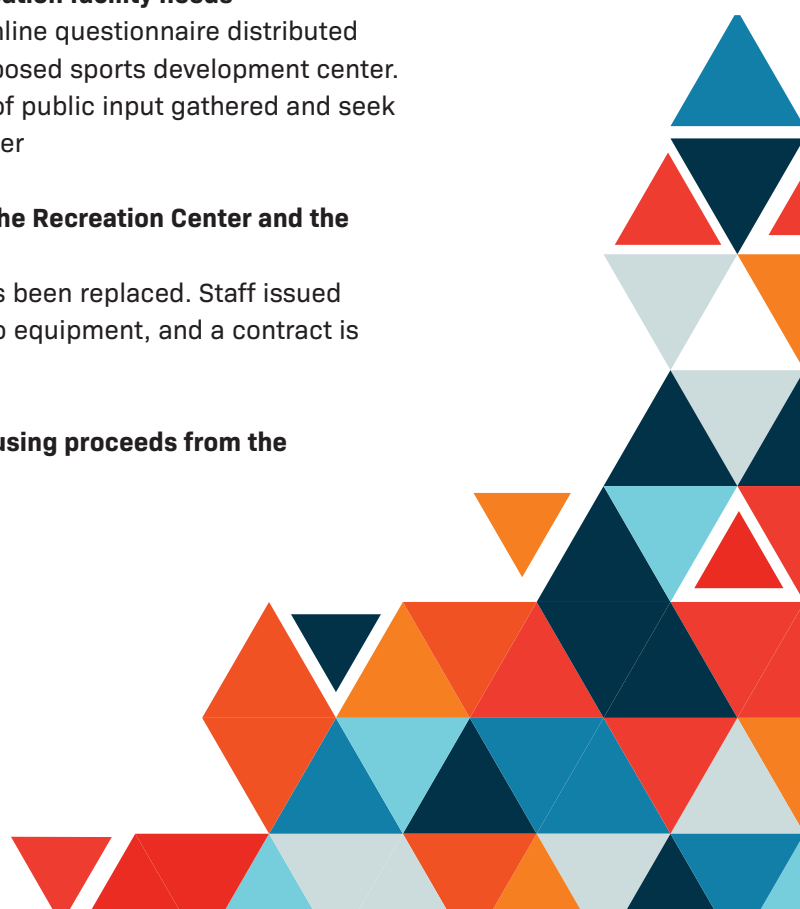 nline questionnaire distributed
posed sports development center.
of public input gathered and seek
er
he Recreation Center and the
s been replaced. Staff issued
o equipment, and a contract is
using proceeds from the